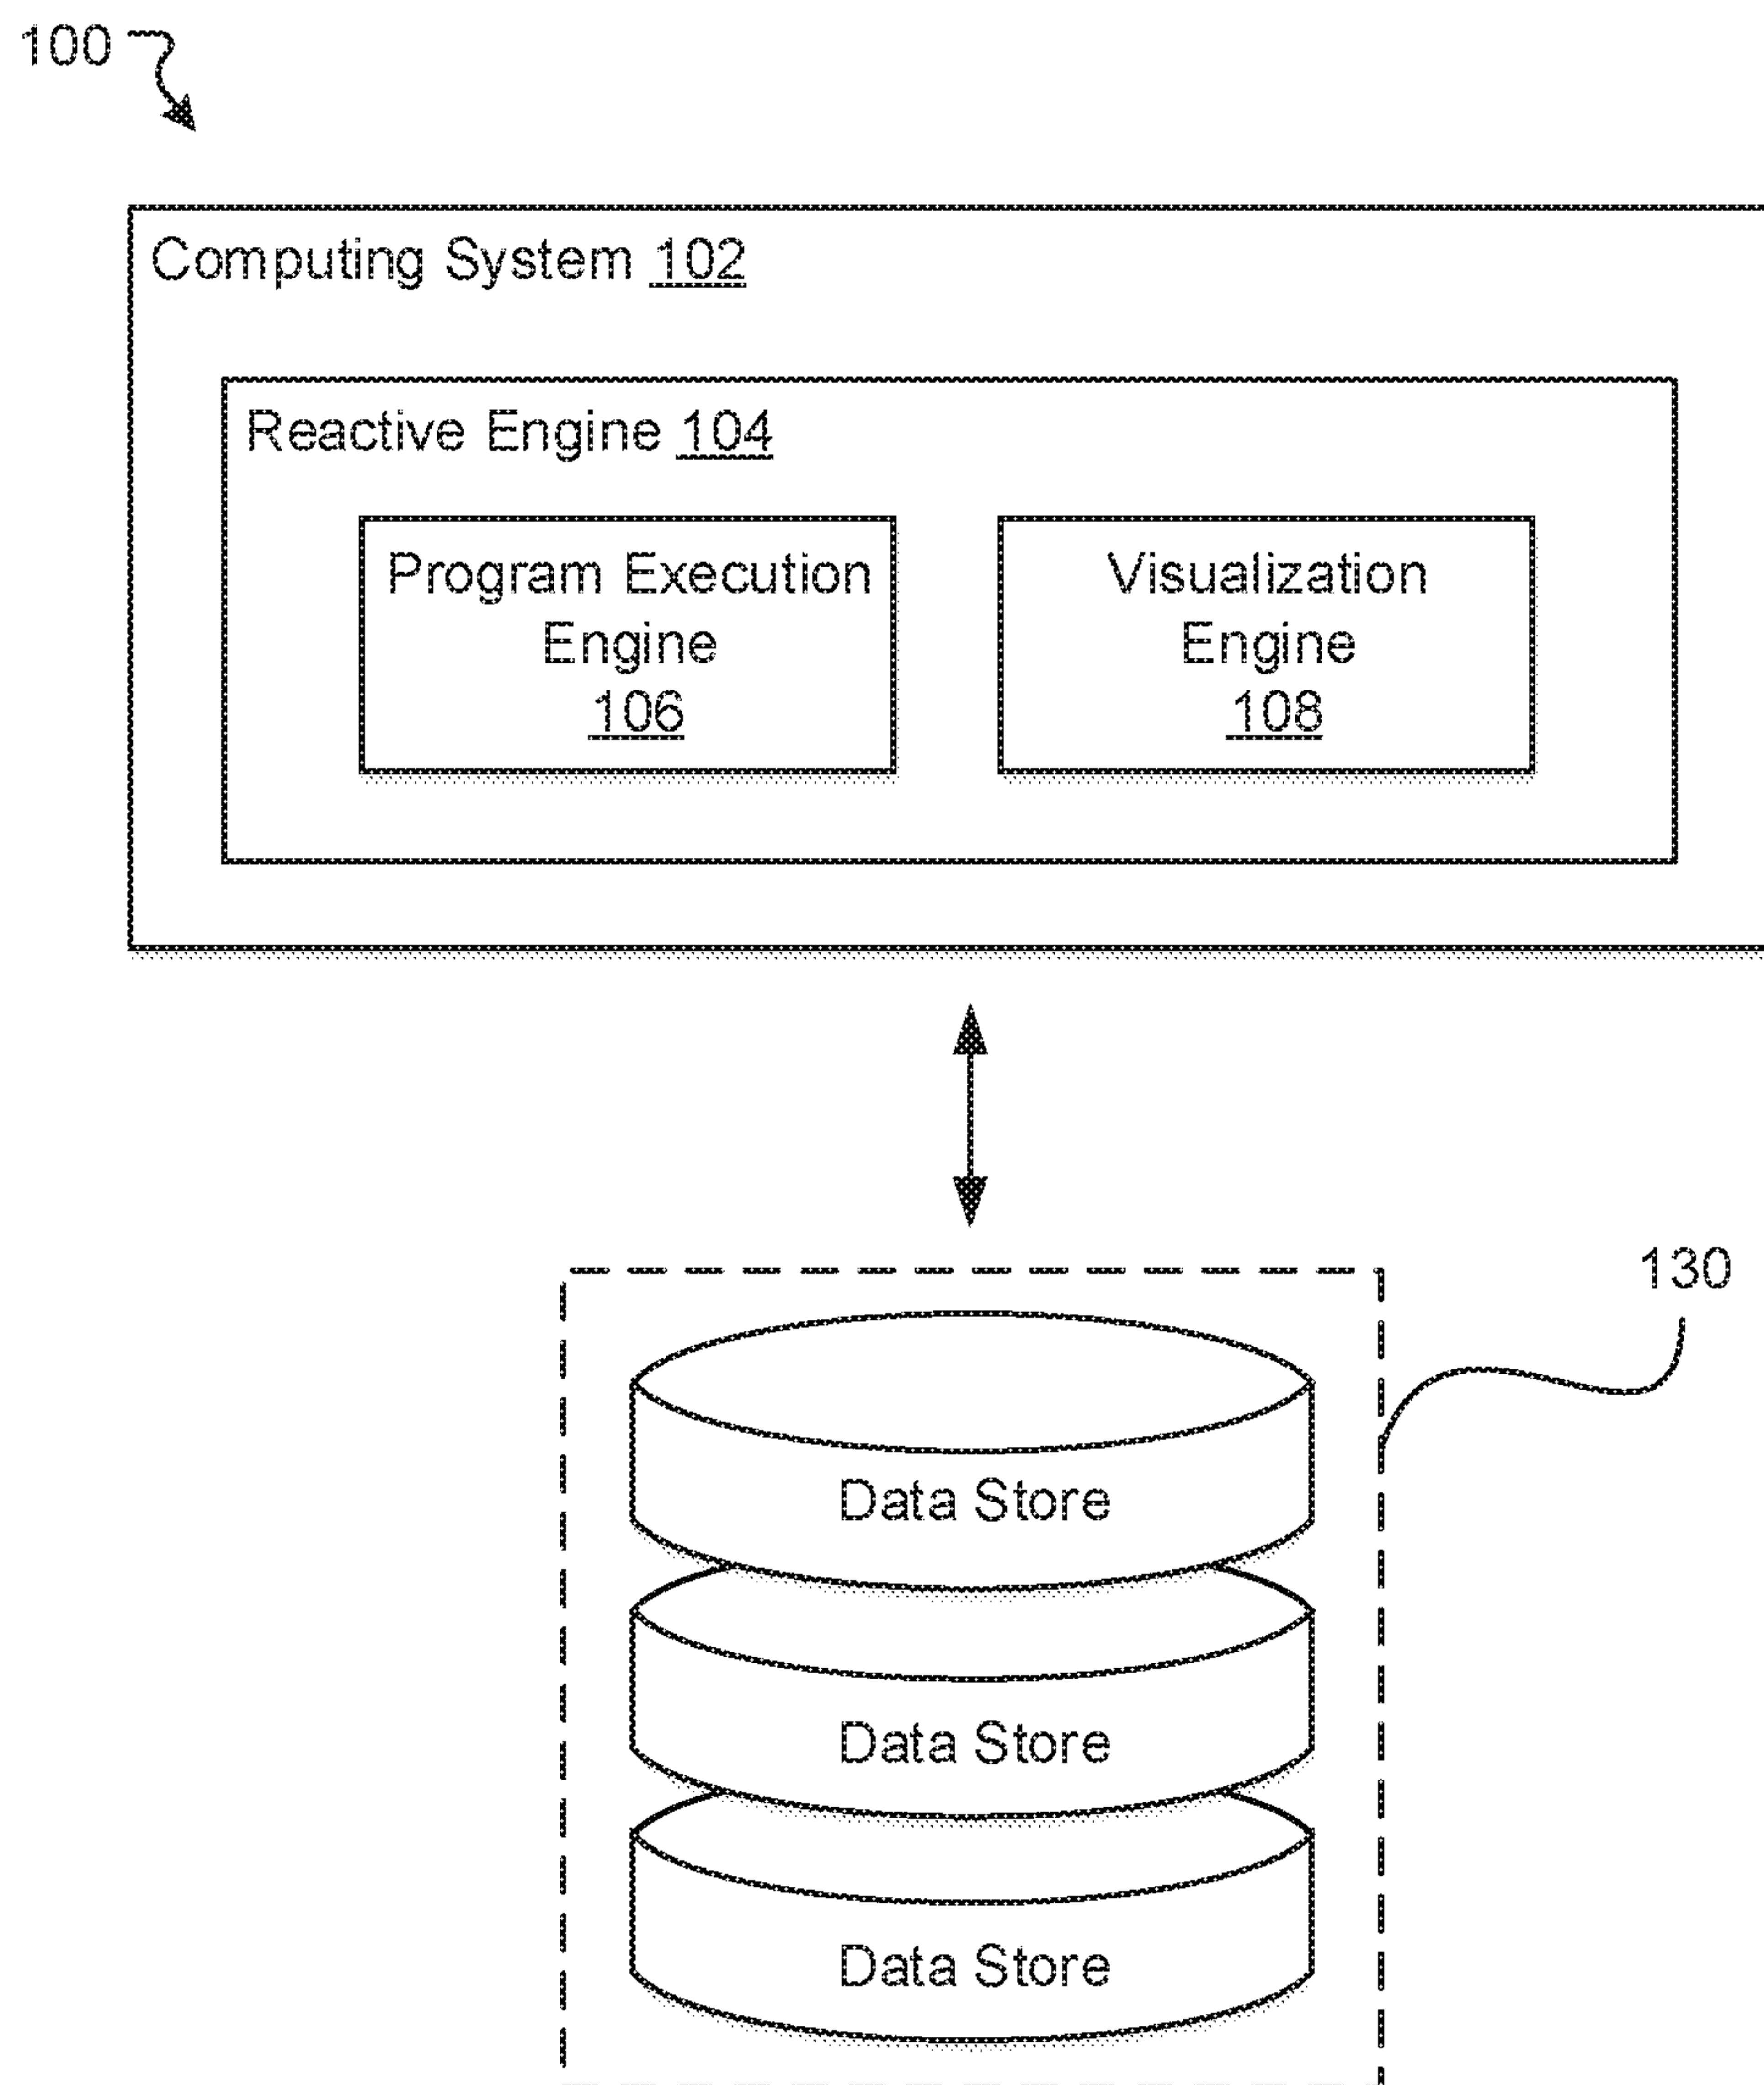 100
Computing System 102
Reactive Engine 104
Program Execution
Engine
106
Visualization
Engine
108
130
Data Store
Data Store
Data Store